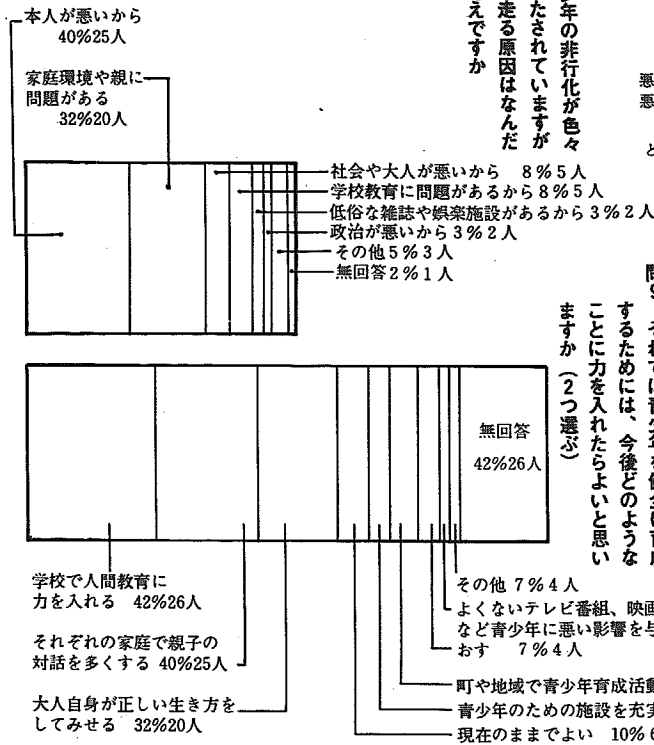 年の非行化が色々
たされていますが
走る原因はなんだ
えですか
本人が悪いから
40%25人
家庭環境や親に
問題がある
32%20人
社会や大人が悪いから 8%5人
学校教育に問題があるから8%5人
低俗な雑誌や娯楽施設があるから3%2人
政治が悪いから3%2人
その他5%3人
無回答2%1人
するためには、今後どのような
ことに力を入れたらよいと思い
ますか(2つ選ぶ)
無回答
42%26人
学校で人間教育に
力を入れる 42%26人
それぞれの家庭で親子の
対話を多くする 40%25人
大人自身が正しい生き方を
してみせる 32%20人
その他 7%4人
よくないテレビ番組、映画
など青少年に悪い影響を与
おす 7%4人
町や地域で青少年育成活動
青少年のための施設を充実
現在のままでよい 10%6